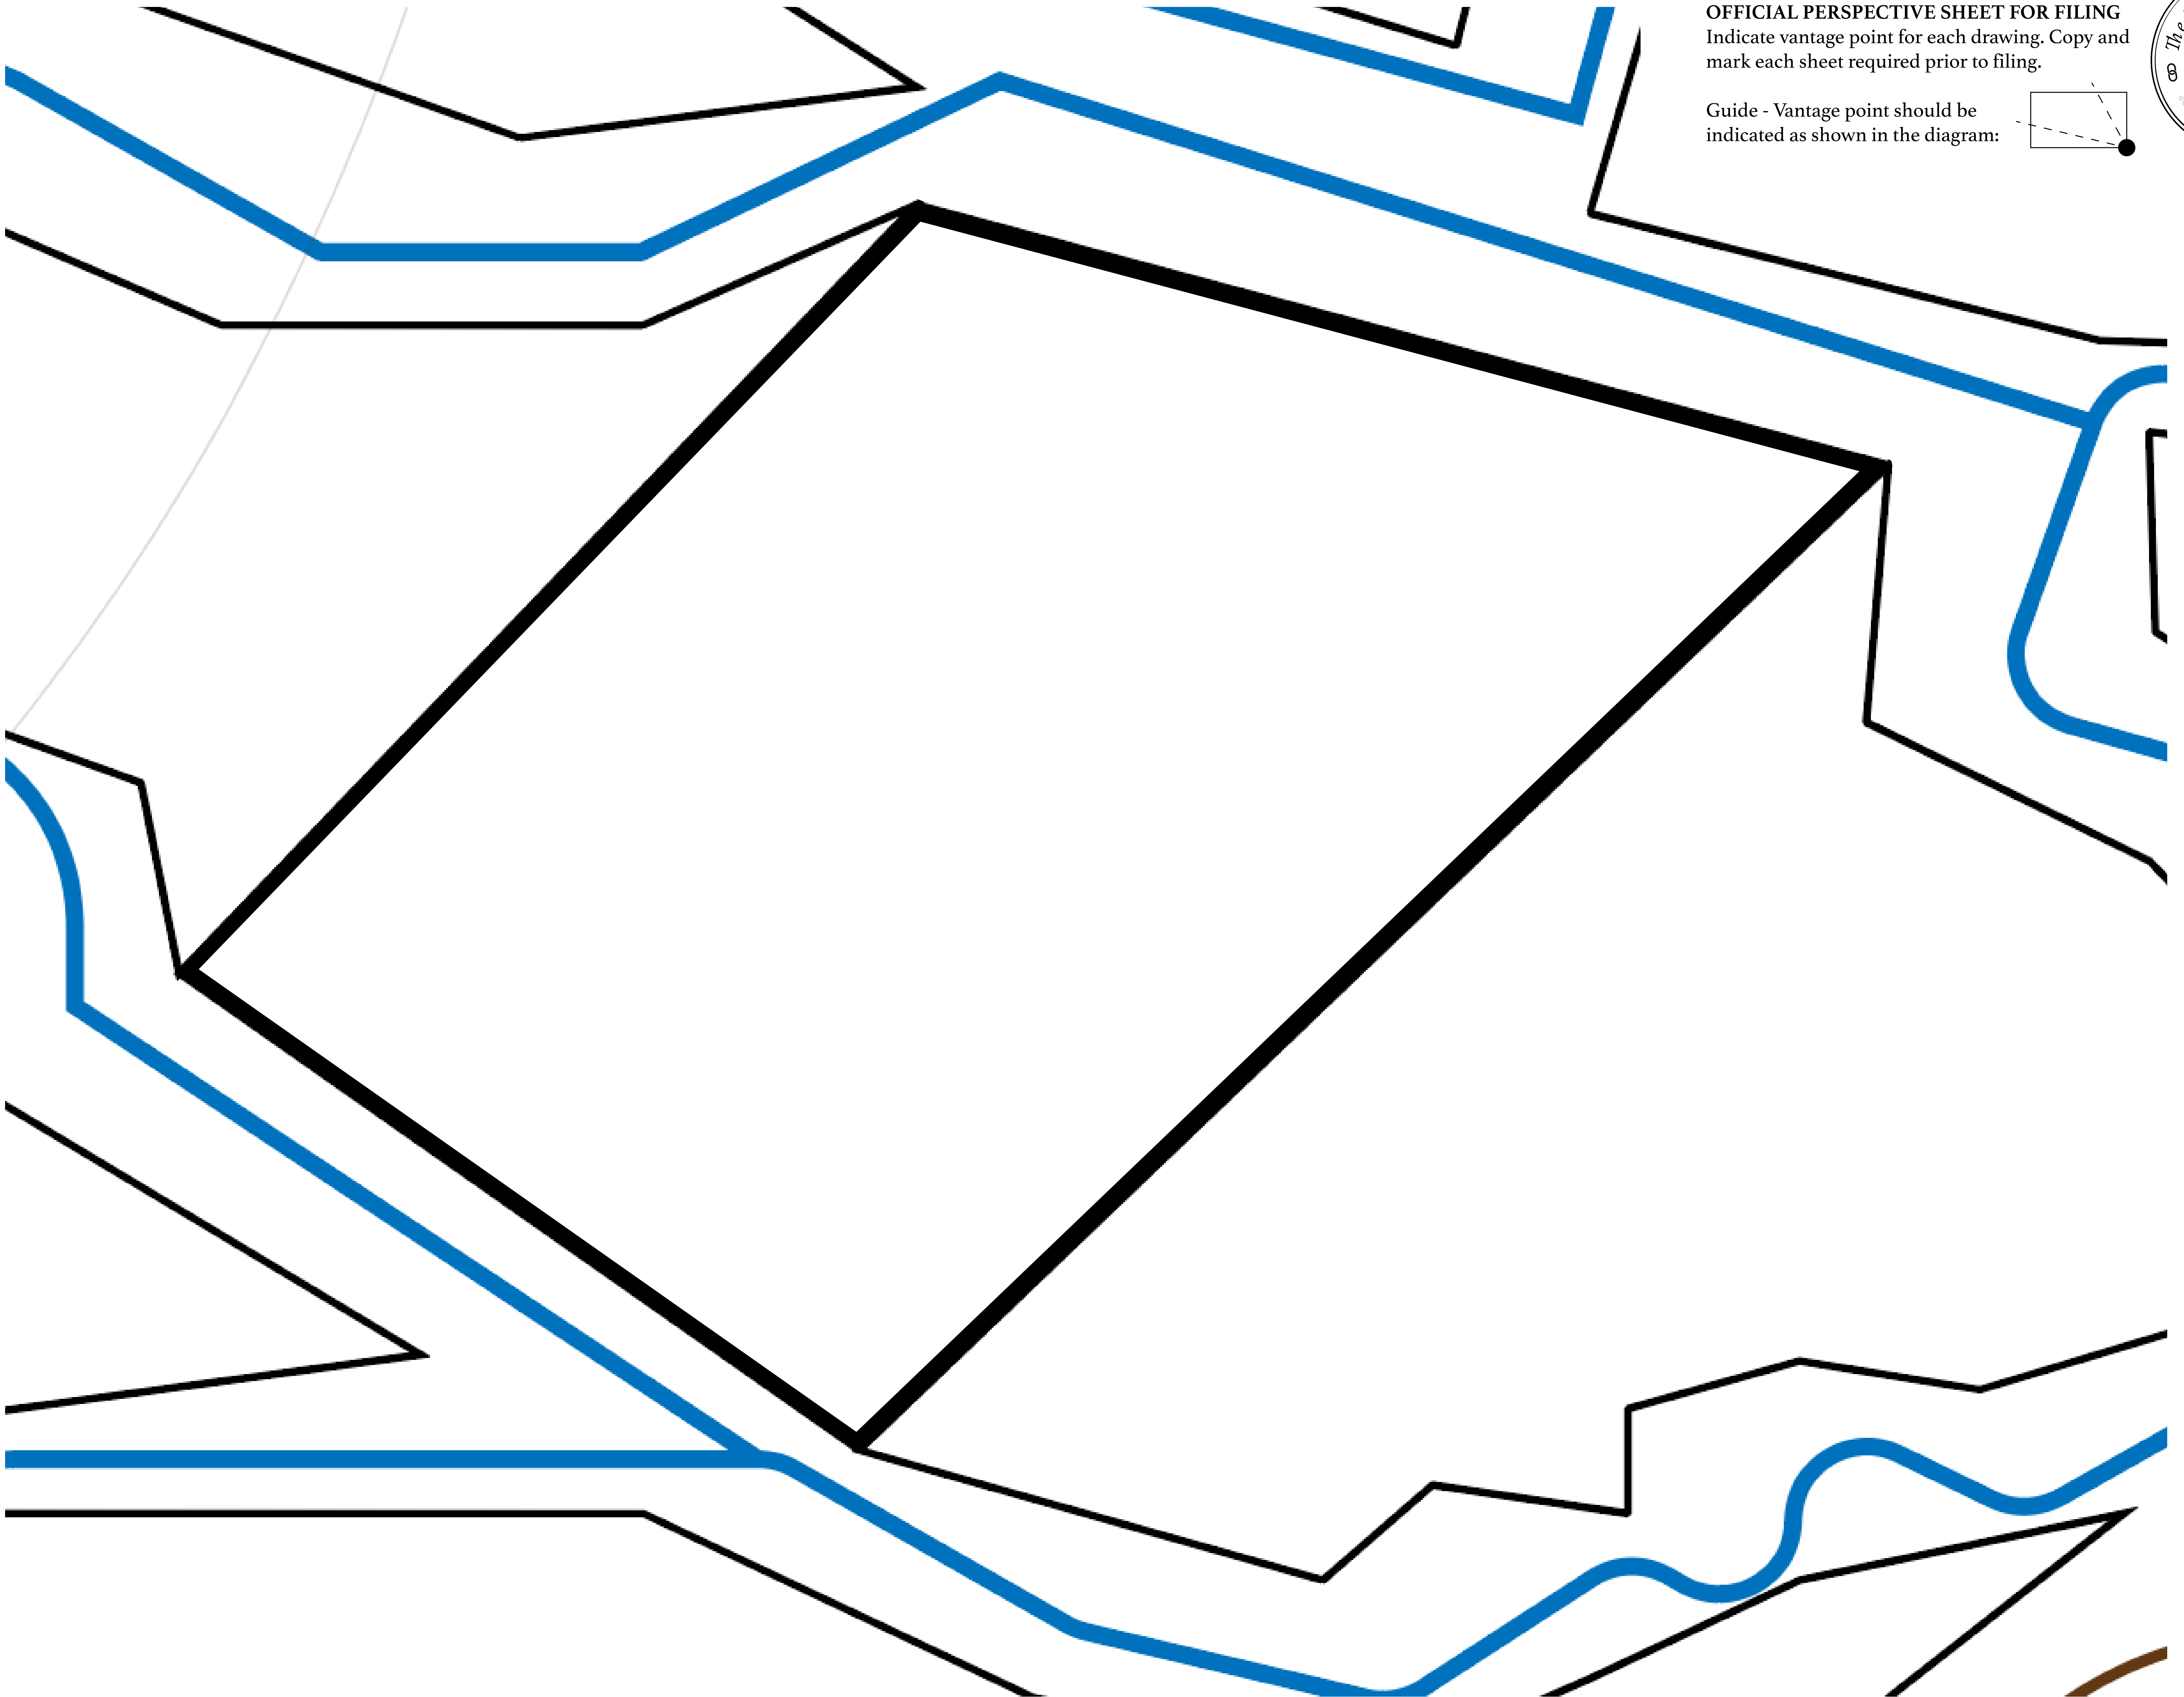 OFFICIAL PERSPECTIVE SHEET FOR FILING
Indicate vantage point for each drawing. Copy and
mark each sheet required prior to filing.
Guide - Vantage point should be
indicated as shown in the diagram:
The